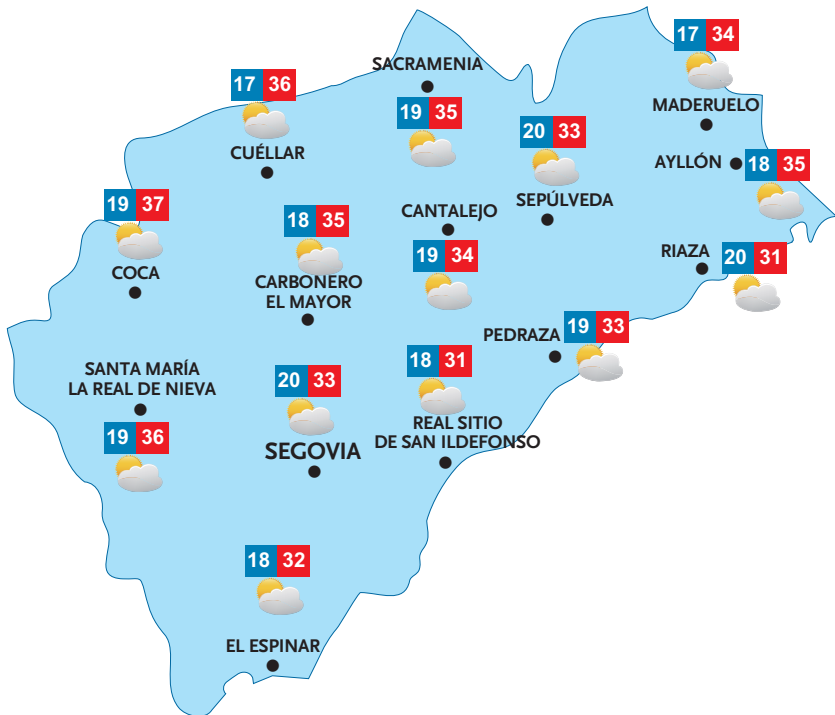 17 34
MADERUELO
SACRAMENIA
19 35
17 36
CUÉLLAR
20 33
SEPÚLVEDA
AYLLÓN
18 35
19 37
COCA
18 35
CARBONERO
EL MAYOR
CANTALEJO
19 34
RIAZA
20 31
PEDRAZA
19 33
SANTA MARÍA
LA REAL DE NIEVA
19 36
20 33
SEGOVIA
18 31
REAL SITIO
DE SAN ILDEFONSO
18 32
EL ESPINAR